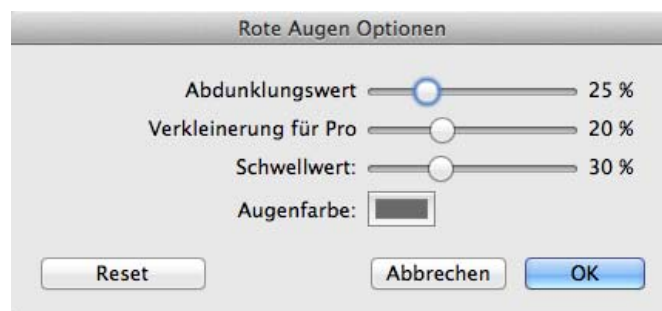 Rote Augen Optionen
Abdunklungswert 25 %
Verkleinerung für Pro 20 %
Schwellwert: 30 %
Augenfarbe:
Reset Abbrechen OK